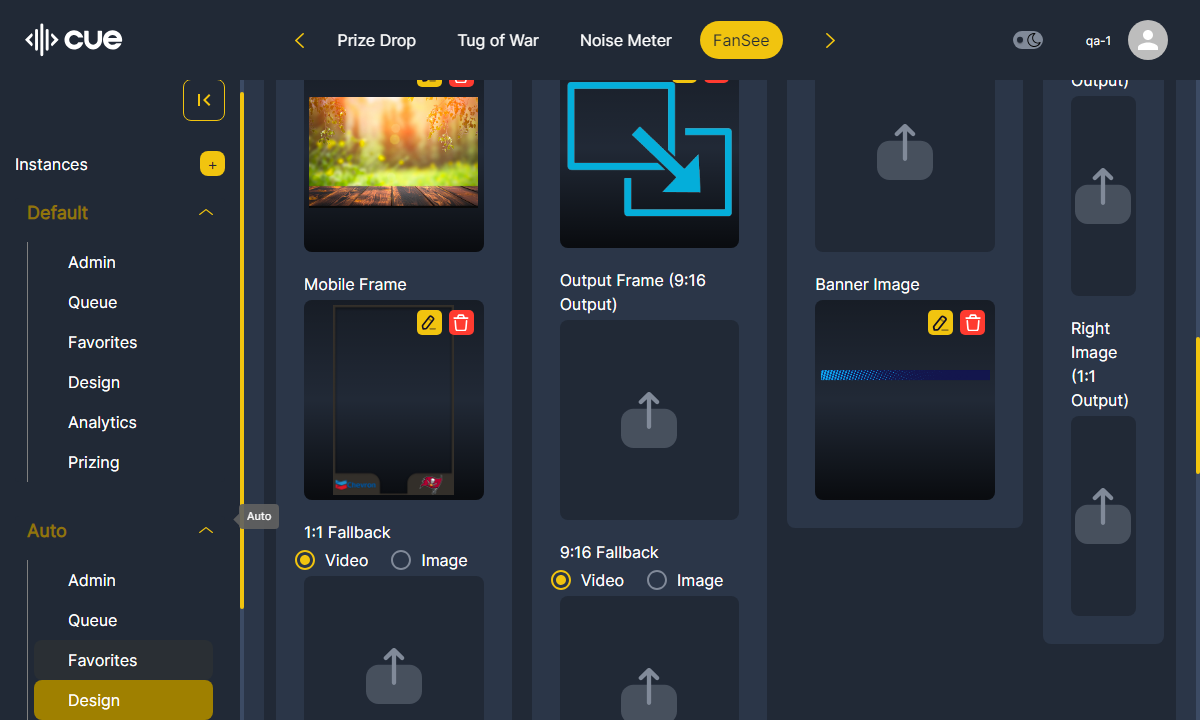 cue
Prize Drop
Tug of War
Noise Meter
FanSee
qa-1
Instances
+
Default
Admin
Queue
Favorites
Design
Analytics
Prizing
Auto
Auto
Admin
Queue
Favorites
Design
Mobile Frame
1:1 Fallback
Video
Image
Output Frame (9:16
Output)
9:16 Fallback
Video
Image
Banner Image
Output)
Right
Image
(1:1
Output)